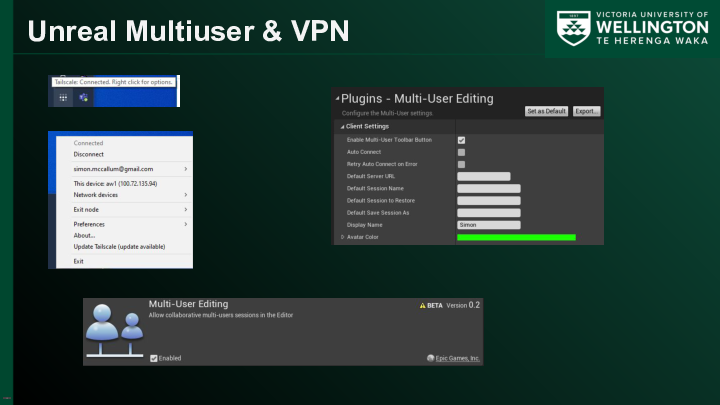 Unreal Multiuser & VPN
1897
VICTORIA UNIVERSITY OF
WELLINGTON
TE HERENGA WAKA
Tailscale: Connected. Right click for options.
Connected
Disconnect
simon.mccallum@gmail.com
This device: aw1 (100.72.135.94)
Network devices
Exit node
Preferences
About...
Update Tailscale (update available)
Exit
Plugins - Multi-User Editing
Configure the Multi-User settings.
Set as Default
Export...
Client Settings
Enable Multi-User Toolbar Button
Auto Connect
Retry Auto Connect on Error
Default Server URL
Default Session Name
Default Session to Restore
Default Save Session As
Display Name Simon
Avatar Color
Multi-User Editing
BETA Version 0.2
Allow collaborative multi-users sessions in the Editor
Enabled
Epic Games, Inc.